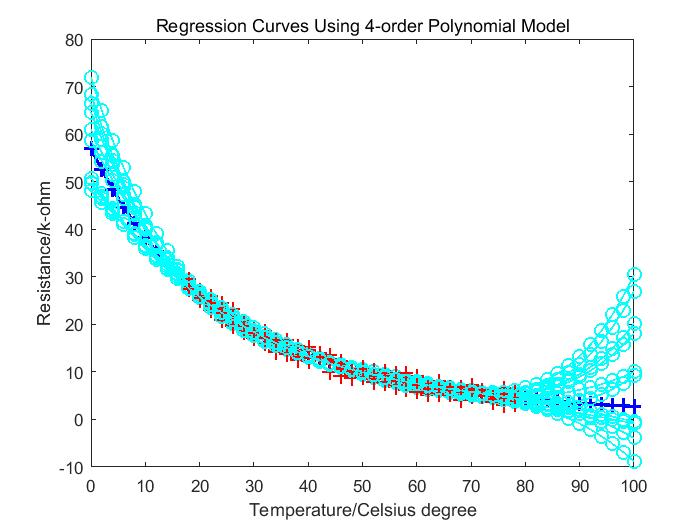 Regression Curves Using 4-order Polynomial Model
80
70
60
50
40
30
20
10
0
-10
Resistance/k-ohm
0 10 20 30 40 50 60 70 80 90 100
Temperature/Celsius degree